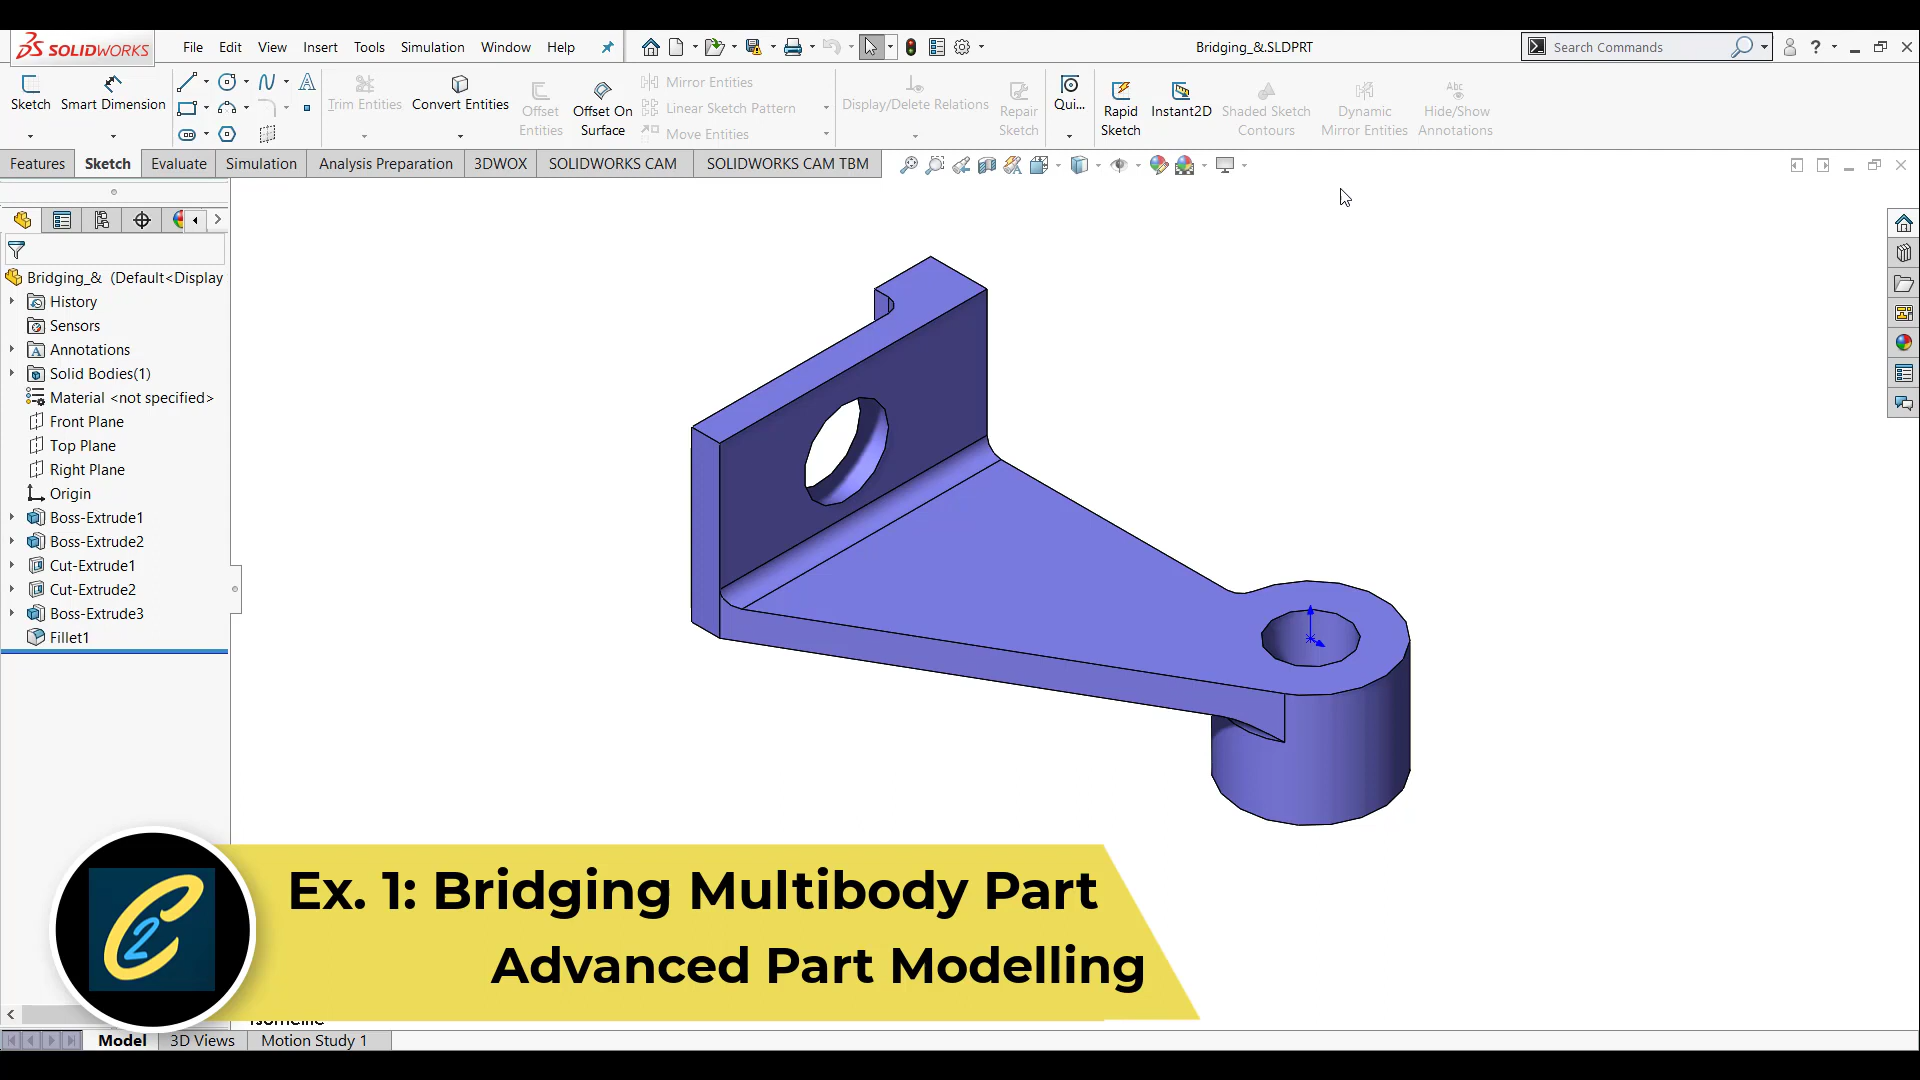 SOLIDWORKS
File Edit View Insert Tools Simulation Window Help
Bridging_&.SLDPRT
Search Commands
Sketch
Smart Dimension
Trim Entities
Convert Entities
Offset Entities
Offset On Surface
Mirror Entities
Linear Sketch Pattern
Move Entities
Display/Delete Relations
Repair Sketch
Qui...
Rapid Sketch
Instant2D
Shaded Sketch Contours
Dynamic Mirror Entities
Hide/Show Annotations
Features Sketch Evaluate Simulation Analysis Preparation 3DWOX SOLIDWORKS CAM SOLIDWORKS CAM TBM
Bridging_& (Default<Display
History
Sensors
Annotations
Solid Bodies(1)
Material <not specified>
Front Plane
Top Plane
Right Plane
Origin
Boss-Extrude1
Boss-Extrude2
Cut-Extrude1
Cut-Extrude2
Boss-Extrude3
Fillet1
Ex. 1: Bridging Multibody Part
Advanced Part Modelling
C2
Model 3D Views Motion Study 1